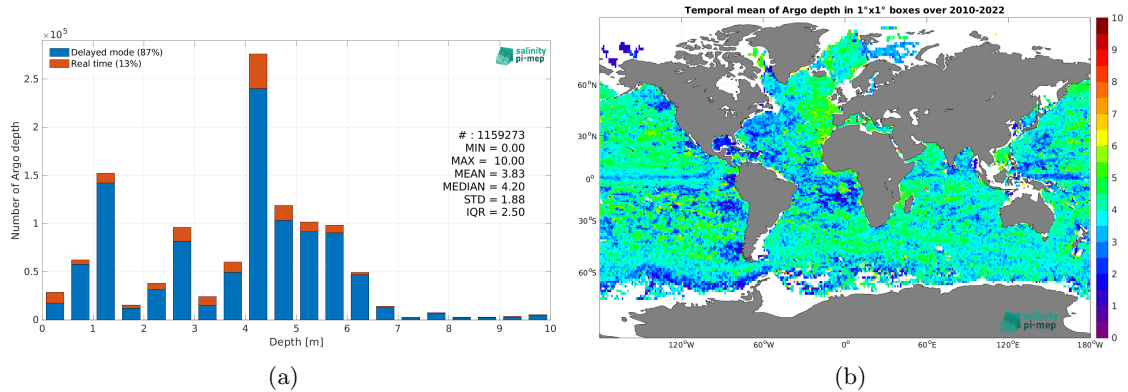 ×10⁵
Delayed mode (87%)
Real time (13%)
salinity
pi-mep
2.5
2
1.5
1
0.5
0
Number of Argo depth
# : 1159273
MIN = 0.00
MAX = 10.00
MEAN = 3.83
MEDIAN = 4.20
STD = 1.88
IQR = 2.50
0 1 2 3 4 5 6 7 8 9 10
Depth [m]
(a)
Temporal mean of Argo depth in 1°x1° boxes over 2010-2022
60°N
30°N
0°
30°S
60°S
120°W 60°W 0° 60°E 120°E 180°W
salinity
pi-mep
10
9
8
7
6
5
4
3
2
1
0
(b)